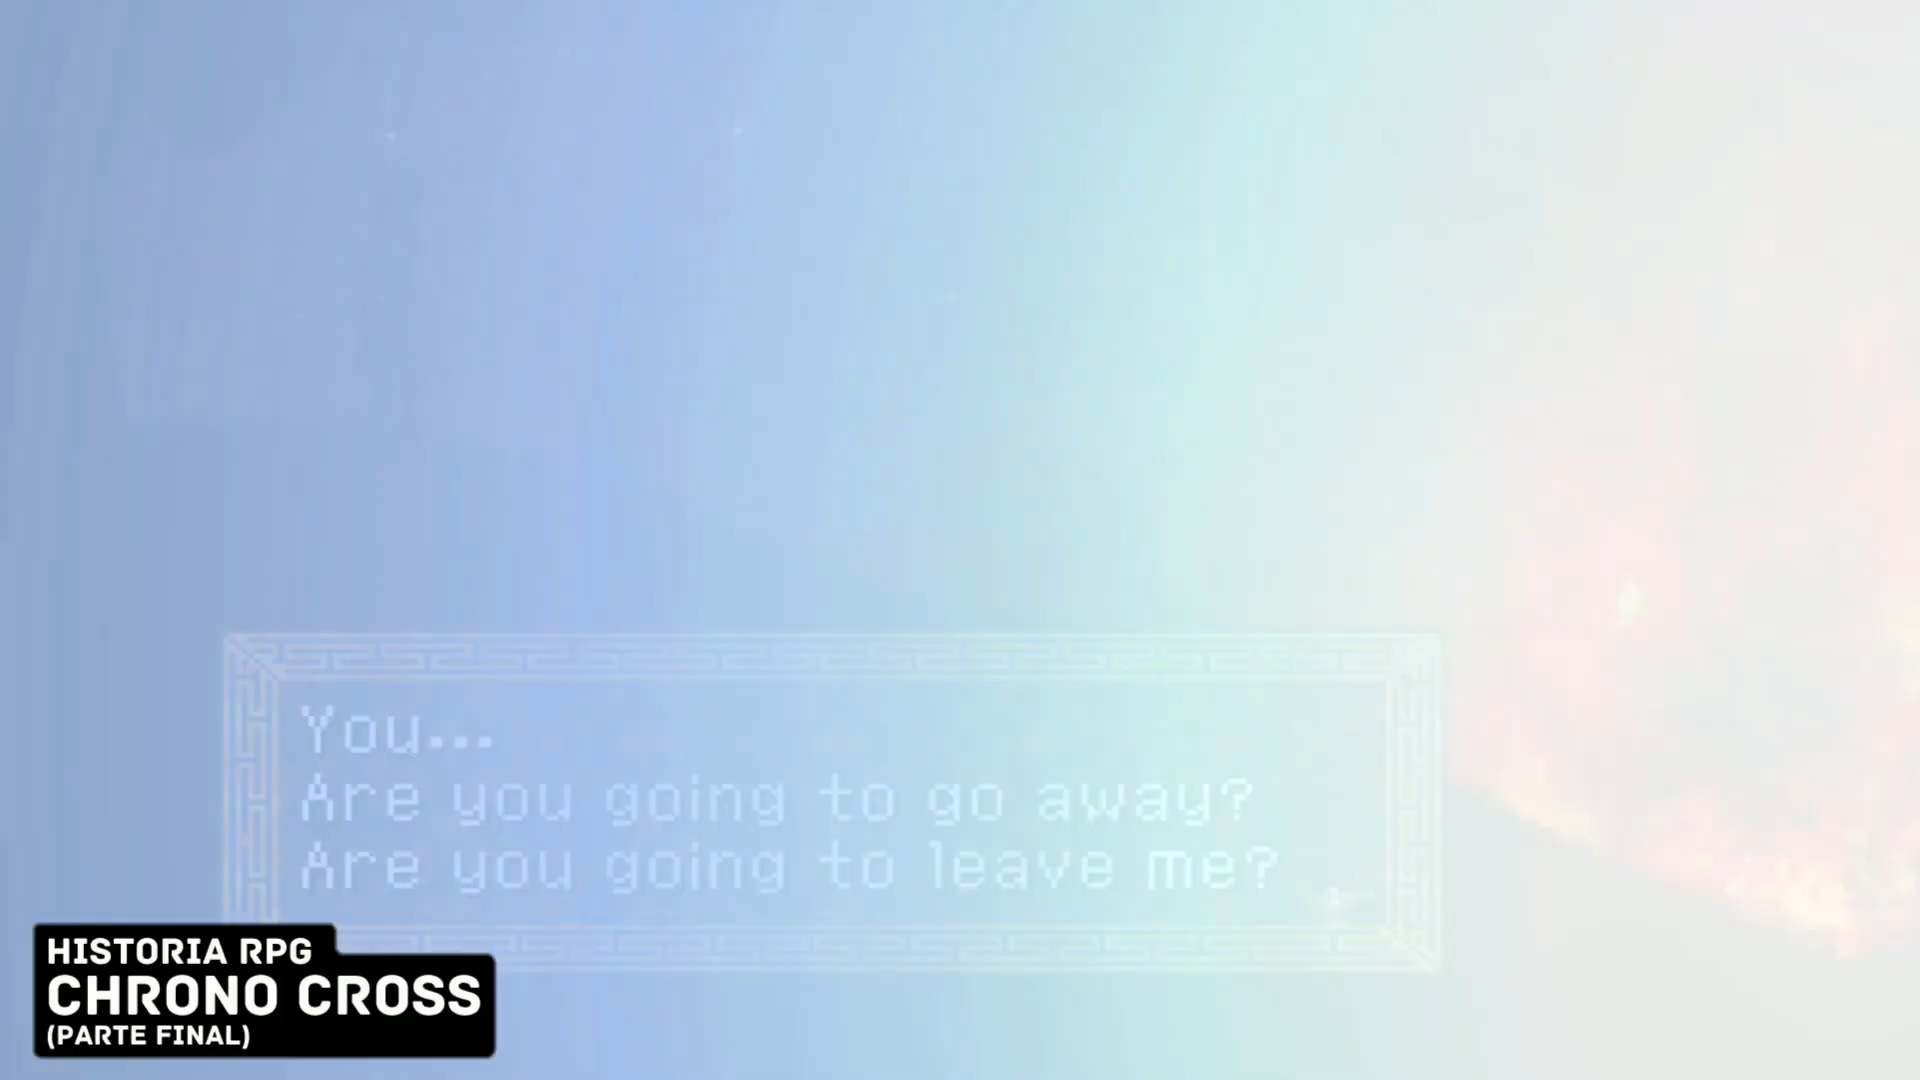 You...
Are you going to go away?
Are you going to leave me?
HISTORIA RPG
CHRONO CROSS
(PARTE FINAL)